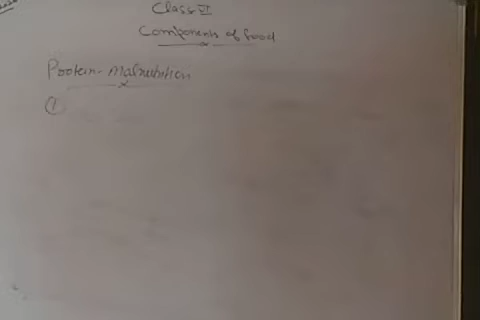 Class VI
Components of food
Protein-Malnutrition
①